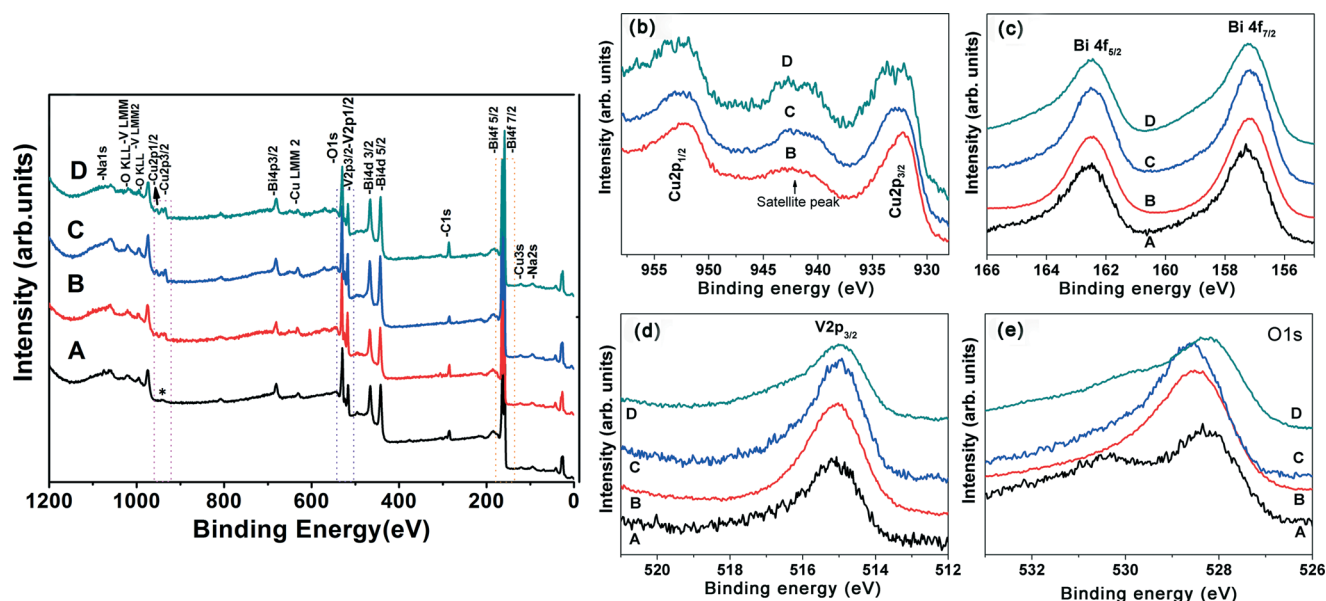 Intensity (arb.units)
D
C
B
A
-Na1s
-O KLL -V LMM
-O KLL -V LMM2
-Cu2p1/2
-Cu2p3/2
*
-Bi4p3/2
-Cu LMM 2
-O1s
-V2p3/2-V2p1/2
-Bi4d 3/2
-Bi4d 5/2
-C1s
-Bi4f 5/2
-Bi4f 7/2
-Cu3s
-Na2s
1200 1000 800 600 400 200 0
Binding Energy(eV)
(b)
Intensity (arb. units)
D
C
B
Cu2p1/2
Satellite peak
Cu2p3/2
955 950 945 940 935 930
Binding energy (eV)
(c)
Intensity (arb. units)
Bi 4f5/2
Bi 4f7/2
D
C
B
A
166 164 162 160 158 156
Binding energy (eV)
(d)
Intensity (arb. units)
V2p3/2
D
C
B
A
520 518 516 514 512
Binding energy (eV)
(e)
Intensity (arb. units)
O1s
D
C
B
A
532 530 528 526
Binding energy (eV)